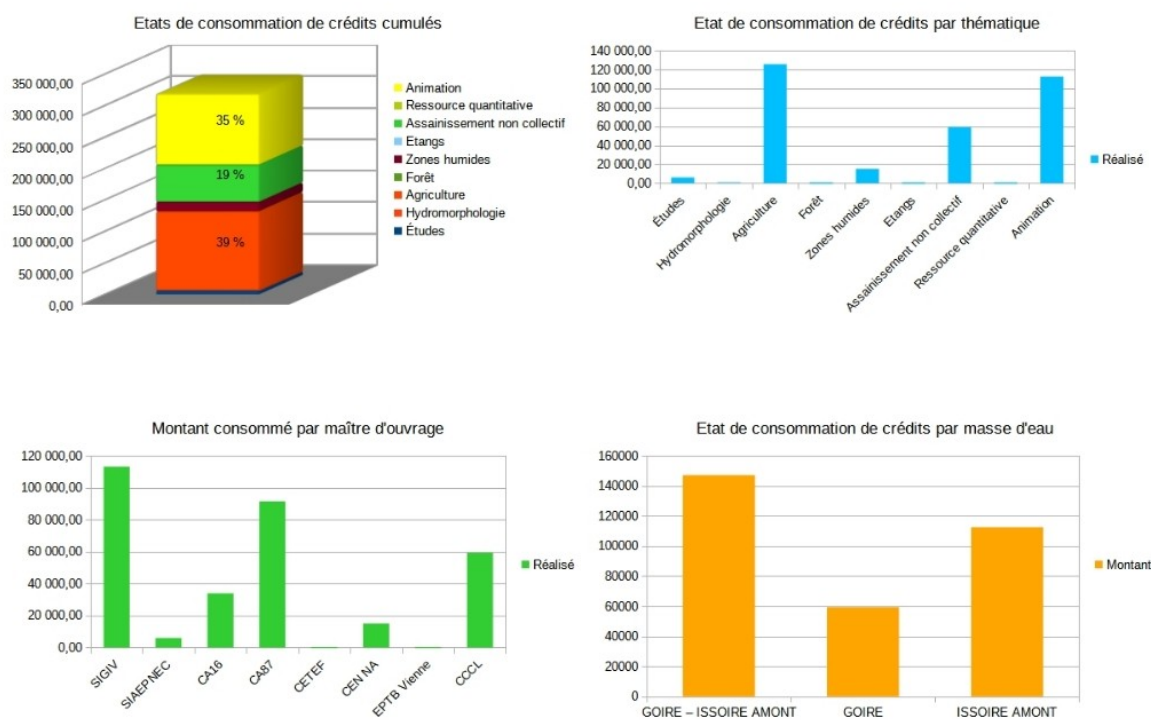 Etats de consommation de crédits cumulés
350 000,00
300 000,00
250 000,00
200 000,00
150 000,00
100 000,00
50 000,00
0,00
35 %
19 %
39 %
Animation
Ressource quantitative
Assainissement non collectif
Etangs
Zones humides
Forêt
Agriculture
Hydromorphologie
Études
Etat de consommation de crédits par thématique
140 000,00
120 000,00
100 000,00
80 000,00
60 000,00
40 000,00
20 000,00
0,00
Études
Hydromorphologie
Agriculture
Forêt
Zones humides
Etangs
Assainissement non collectif
Ressource quantitative
Animation
Réalisé
Montant consommé par maître d'ouvrage
120 000,00
100 000,00
80 000,00
60 000,00
40 000,00
20 000,00
0,00
SIGIV
SIAEPNEC
CA16
CA87
CETEF
CEN NA
EPTB Vienne
CCCL
Réalisé
Etat de consommation de crédits par masse d'eau
160000
140000
120000
100000
80000
60000
40000
20000
0
GOIRE – ISSOIRE AMONT
GOIRE
ISSOIRE AMONT
Montant